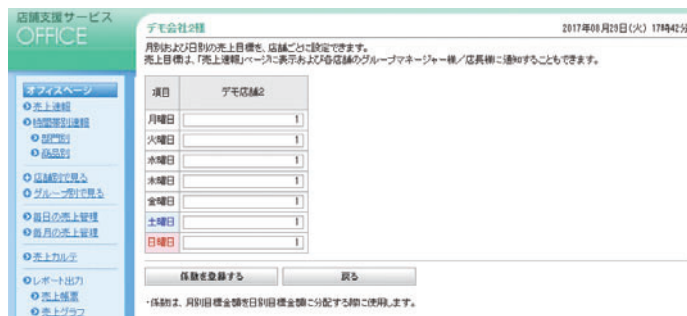 店舗支援サービス
OFFICE
デモ会社2様
2017年08月29日(火) 17時42分
月別および日別の売上目標を、店舗ごとに設定できます。
売上目標は、「売上速報」ページに表示および各店舗のグループマネージャー様/店長様に通知することもできます。
オフィスページ
売上速報
時間帯別速報
部門別
商品別
店舗別で見る
グループ別で見る
毎日の売上管理
毎月の売上管理
売上カルテ
レポート出力
売上帳票
売上グラフ
項目 デモ店舗2
月曜日 1
火曜日 1
水曜日 1
木曜日 1
金曜日 1
土曜日 1
日曜日 1
係数を登録する 戻る
・係数は、月別目標金額を日別目標金額に分配する際に使用します。